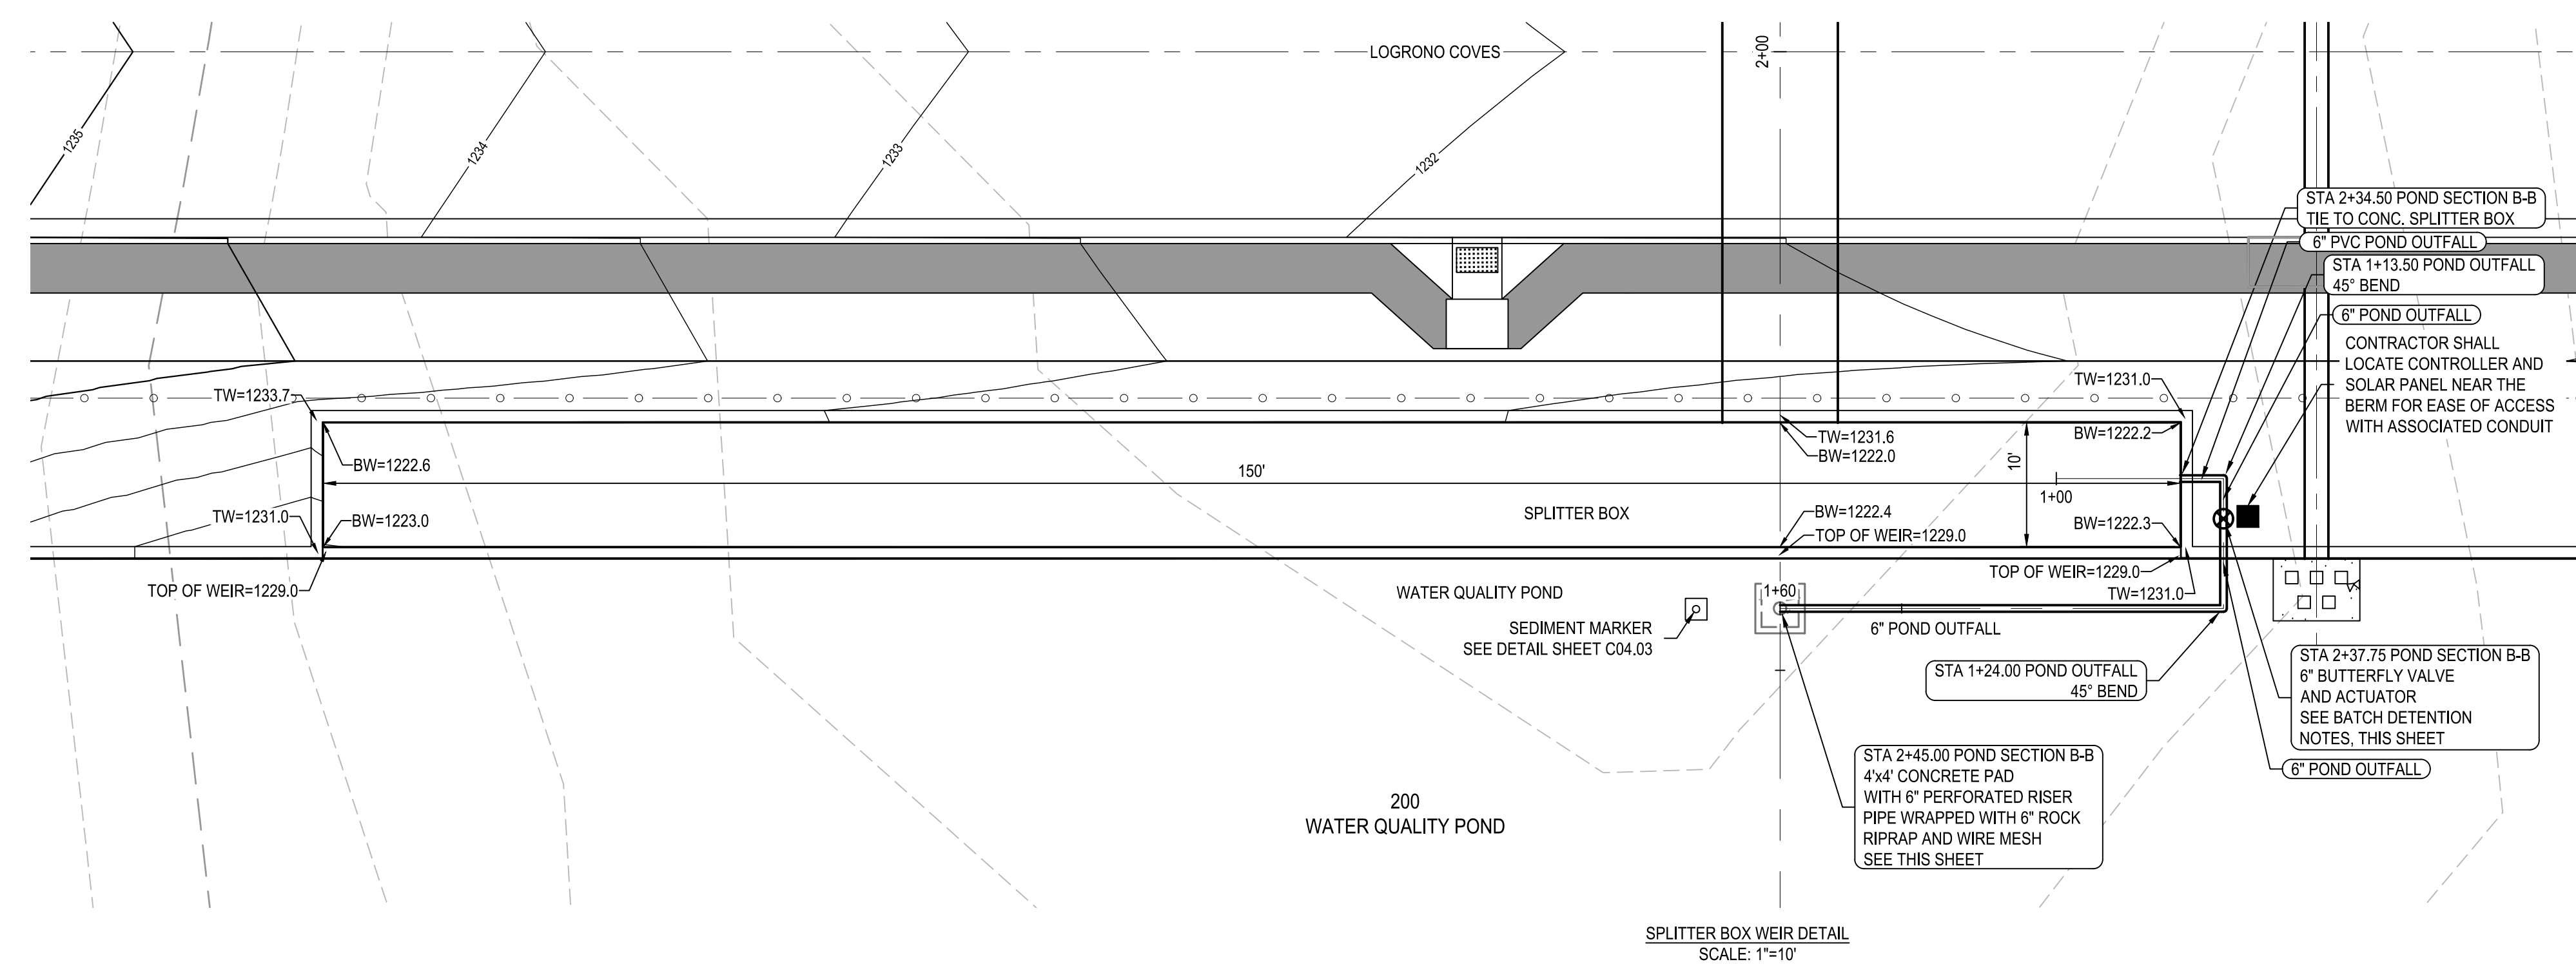 LOGRONO COVES
2+00
1235
1234
1233
1232
STA 2+34.50 POND SECTION B-B
TIE TO CONC. SPLITTER BOX
6" PVC POND OUTFALL
STA 1+13.50 POND OUTFALL
45° BEND
6" POND OUTFALL
CONTRACTOR SHALL
LOCATE CONTROLLER AND
SOLAR PANEL NEAR THE
BERM FOR EASE OF ACCESS
WITH ASSOCIATED CONDUIT
TW=1233.7
TW=1231.0
TW=1231.6
BW=1222.0
BW=1222.2
BW=1222.6
150'
10'
1+00
TW=1231.0
BW=1223.0
SPLITTER BOX
BW=1222.4
TOP OF WEIR=1229.0
BW=1222.3
TOP OF WEIR=1229.0
TOP OF WEIR=1229.0
TW=1231.0
WATER QUALITY POND
1+60
SEDIMENT MARKER
SEE DETAIL SHEET C04.03
6" POND OUTFALL
STA 1+24.00 POND OUTFALL
45° BEND
STA 2+37.75 POND SECTION B-B
6" BUTTERFLY VALVE
AND ACTUATOR
SEE BATCH DETENTION
NOTES, THIS SHEET
6" POND OUTFALL
STA 2+45.00 POND SECTION B-B
4'x4' CONCRETE PAD
WITH 6" PERFORATED RISER
PIPE WRAPPED WITH 6" ROCK
RIPRAP AND WIRE MESH
SEE THIS SHEET
200
WATER QUALITY POND
SPLITTER BOX WEIR DETAIL
SCALE: 1"=10'